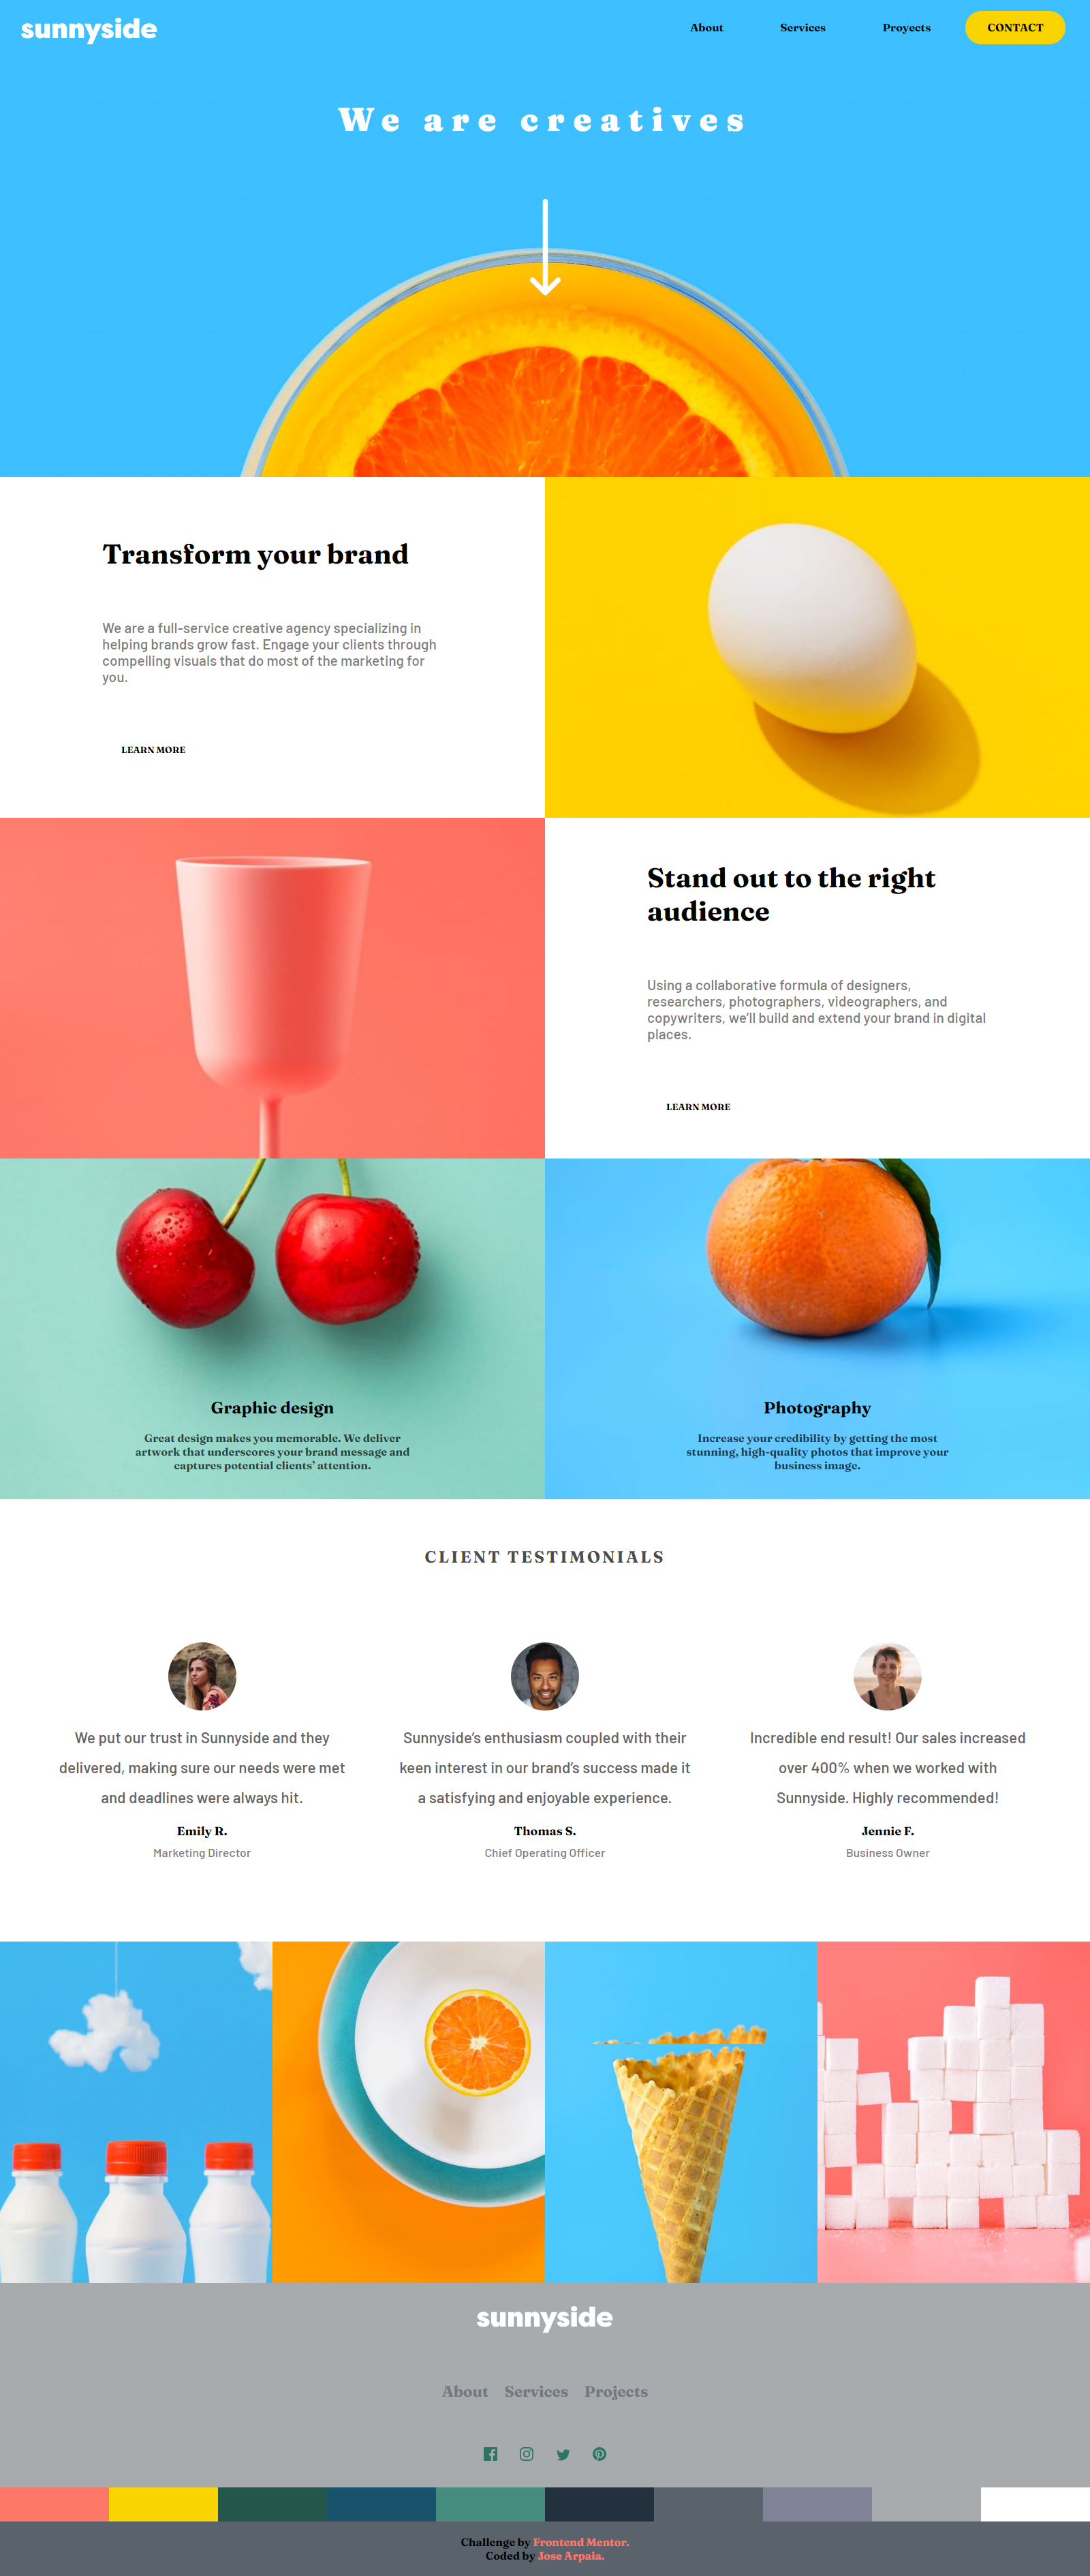 sunnyside
About Services Proyects CONTACT
We are creatives
Transform your brand
We are a full-service creative agency specializing in
helping brands grow fast. Engage your clients through
compelling visuals that do most of the marketing for
you.
LEARN MORE
Stand out to the right
audience
Using a collaborative formula of designers,
researchers, photographers, videographers, and
copywriters, we’ll build and extend your brand in digital
places.
LEARN MORE
Graphic design
Great design makes you memorable. We deliver
artwork that underscores your brand message and
captures potential clients’ attention.
Photography
Increase your credibility by getting the most
stunning, high-quality photos that improve your
business image.
CLIENT TESTIMONIALS
We put our trust in Sunnyside and they
delivered, making sure our needs were met
and deadlines were always hit.
Emily R.
Marketing Director
Sunnyside’s enthusiasm coupled with their
keen interest in our brand’s success made it
a satisfying and enjoyable experience.
Thomas S.
Chief Operating Officer
Incredible end result! Our sales increased
over 400% when we worked with
Sunnyside. Highly recommended!
Jennie F.
Business Owner
sunnyside
About Services Projects
Challenge by Frontend Mentor.
Coded by Jose Arpaia.